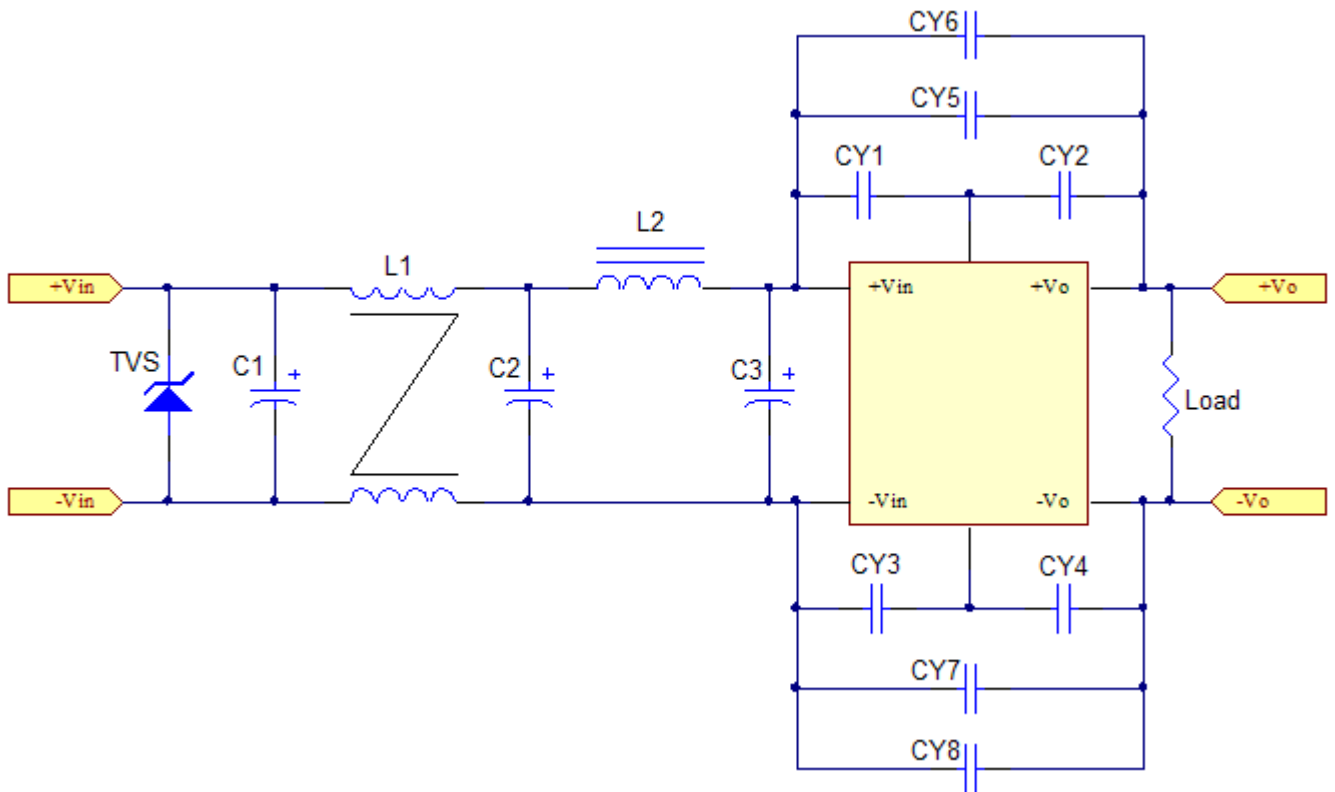 CY6
CY5
CY1 CY2
L2
+Vin L1 +Vin +Vo +Vo
TVS C1 + C2 + C3 + Load
-Vin -Vin -Vo -Vo
CY3 CY4
CY7
CY8